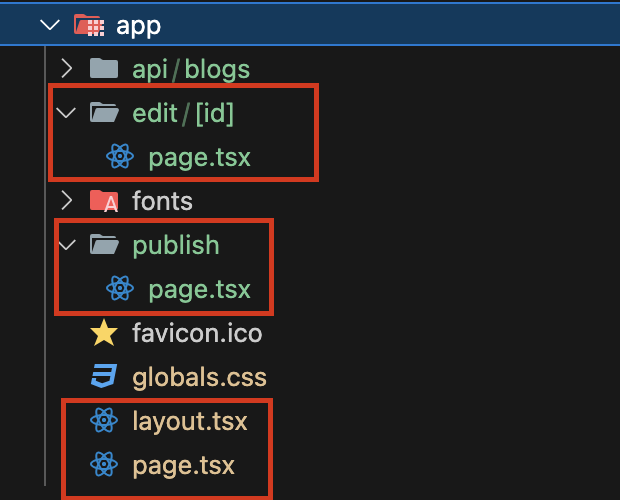 app
api/blogs
edit/[id]
page.tsx
A fonts
publish
page.tsx
favicon.ico
globals.css
layout.tsx
page.tsx